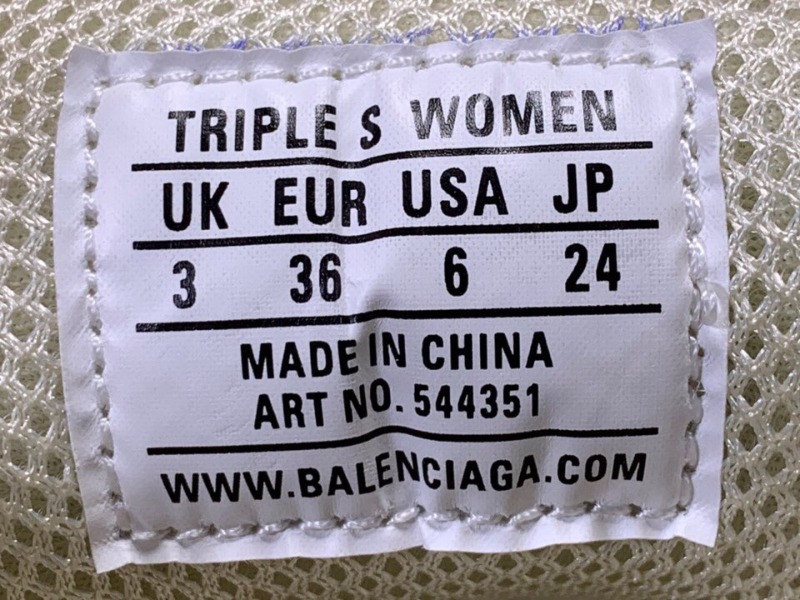 TRIPLE S WOMEN
UK EUR USA JP
3 36 6 24
MADE IN CHINA
ART NO. 544351
WWW.BALENCIAGA.COM